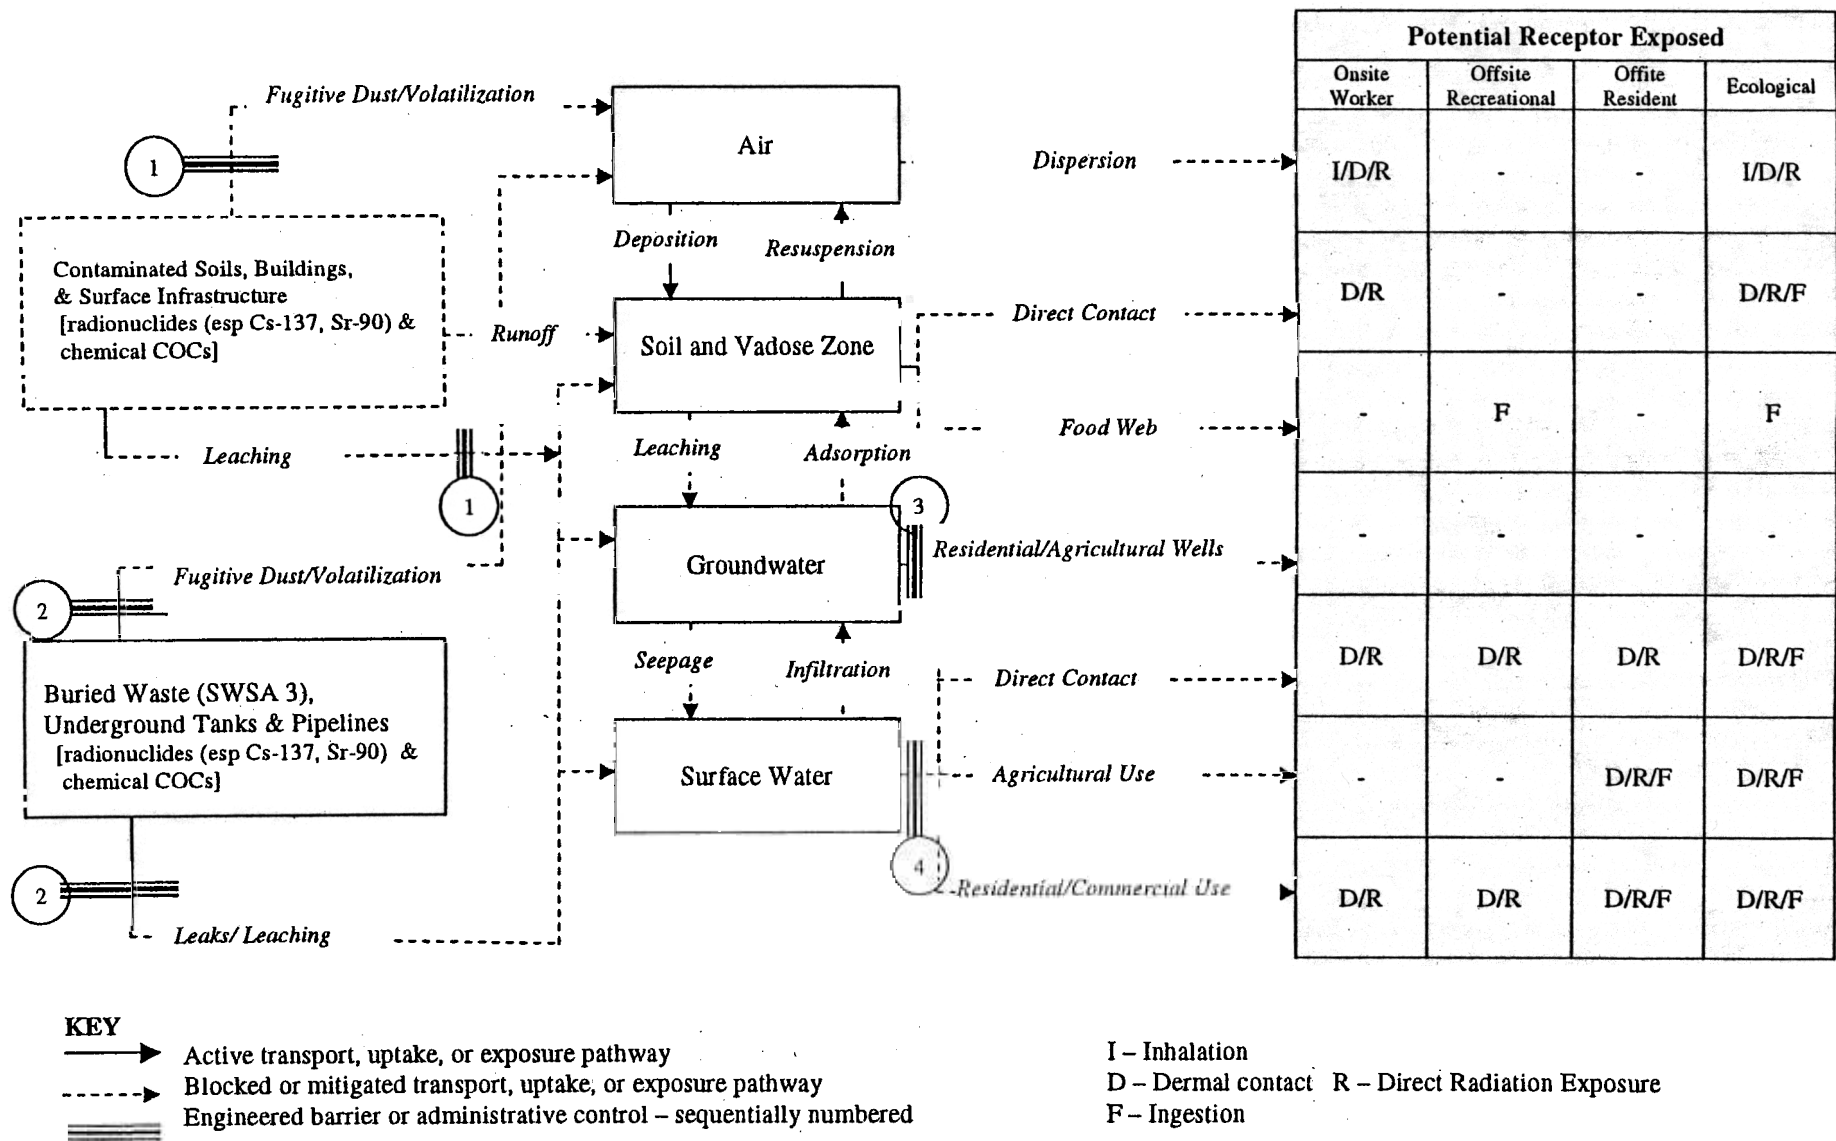 Potential Receptor Exposed
Onsite Worker
Offsite Recreational
Offite Resident
Ecological
Fugitive Dust/Volatilization
1
Air
Dispersion
I/D/R
-
-
I/D/R
Contaminated Soils, Buildings,
& Surface Infrastructure
[radionuclides (esp Cs-137, Sr-90) &
chemical COCs]
Deposition
Resuspension
Runoff
Soil and Vadose Zone
Direct Contact
D/R
-
-
D/R/F
Food Web
-
F
-
F
Leaching
1
Leaching
Adsorption
Groundwater
3
Residential/Agricultural Wells
-
-
-
-
Fugitive Dust/Volatilization
2
Buried Waste (SWSA 3),
Underground Tanks & Pipelines
[radionuclides (esp Cs-137, Sr-90) &
chemical COCs]
Seepage
Infiltration
Direct Contact
D/R
D/R
D/R
D/R/F
Surface Water
Agricultural Use
-
-
D/R/F
D/R/F
4
Residential/Commercial Use
D/R
D/R
D/R/F
D/R/F
2
Leaks/ Leaching
KEY
Active transport, uptake, or exposure pathway
Blocked or mitigated transport, uptake, or exposure pathway
Engineered barrier or administrative control – sequentially numbered
I – Inhalation
D – Dermal contact R – Direct Radiation Exposure
F – Ingestion